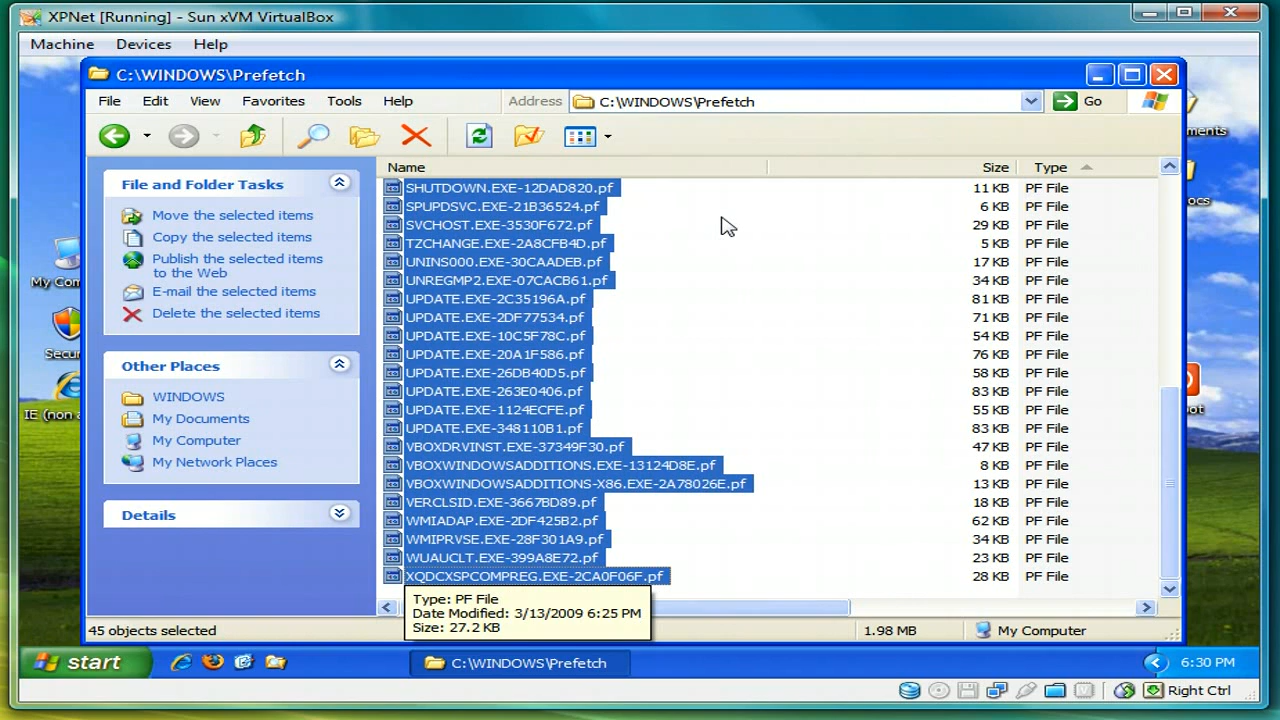 XPNet [Running] - Sun xVM VirtualBox
Machine Devices Help
C:\WINDOWS\Prefetch
File Edit View Favorites Tools Help Address C:\WINDOWS\Prefetch Go
Name Size Type
File and Folder Tasks
Move the selected items
Copy the selected items
Publish the selected items
to the Web
E-mail the selected items
Delete the selected items
Other Places
WINDOWS
My Documents
My Computer
My Network Places
Details
SHUTDOWN.EXE-12DAD820.pf 11 KB PF File
SPUPDSVC.EXE-21B36524.pf 6 KB PF File
SVCHOST.EXE-3530F672.pf 29 KB PF File
TZCHANGE.EXE-2A8CFB4D.pf 5 KB PF File
UNINS000.EXE-30CAADEB.pf 17 KB PF File
UNREGMP2.EXE-07CACB61.pf 34 KB PF File
UPDATE.EXE-2C35196A.pf 81 KB PF File
UPDATE.EXE-2DF77534.pf 71 KB PF File
UPDATE.EXE-10C5F78C.pf 54 KB PF File
UPDATE.EXE-20A1F586.pf 76 KB PF File
UPDATE.EXE-26DB40D5.pf 58 KB PF File
UPDATE.EXE-263E0406.pf 83 KB PF File
UPDATE.EXE-1124ECFE.pf 55 KB PF File
UPDATE.EXE-348110B1.pf 83 KB PF File
VBOXDRVINST.EXE-37349F30.pf 47 KB PF File
VBOXWINDOWSADDITIONS.EXE-13124D8E.pf 8 KB PF File
VBOXWINDOWSADDITIONS-X86.EXE-2A78026E.pf 13 KB PF File
VERCLSID.EXE-3667BD89.pf 18 KB PF File
WMIADAP.EXE-2DF425B2.pf 62 KB PF File
WMIPRVSE.EXE-28F301A9.pf 34 KB PF File
WUAUCLT.EXE-399A8E72.pf 23 KB PF File
XQDCXSPCOMPREG.EXE-2CA0F06F.pf 28 KB PF File
Type: PF File
Date Modified: 3/13/2009 6:25 PM
Size: 27.2 KB
45 objects selected 1.98 MB My Computer
My Com
Secu
IE (non a
ments
ocs
ot
start C:\WINDOWS\Prefetch 6:30 PM
Right Ctrl